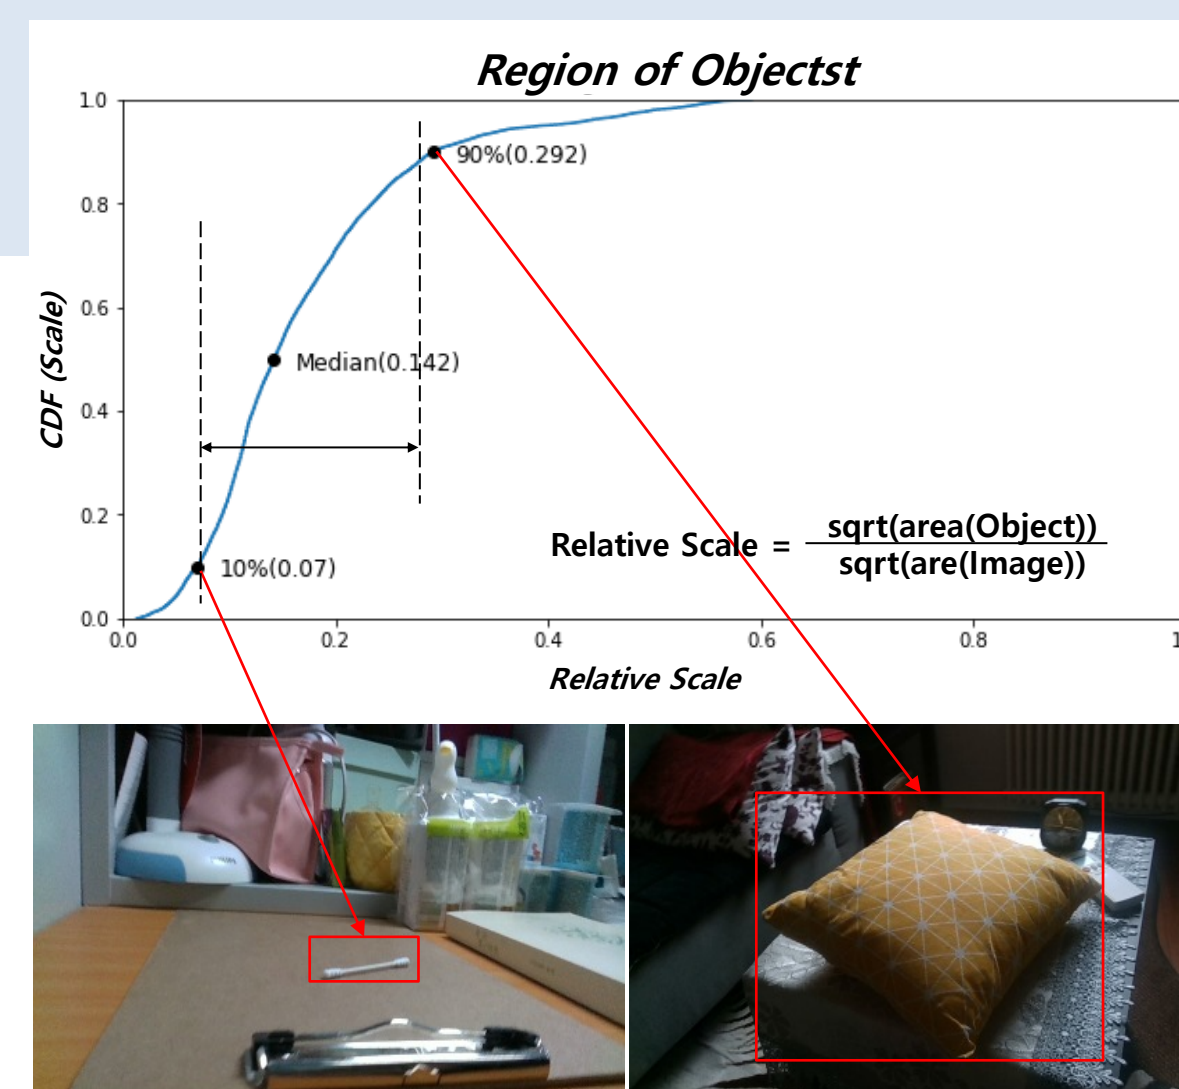 Region of Objectst
1.0
90%(0.292)
0.8
0.6
Median(0.142)
CDF (Scale)
0.4
0.2
sqrt(area(Object))
Relative Scale =
sqrt(are(Image))
10%(0.07)
0.0
0.0 0.2 0.4 0.6 0.8 1
Relative Scale